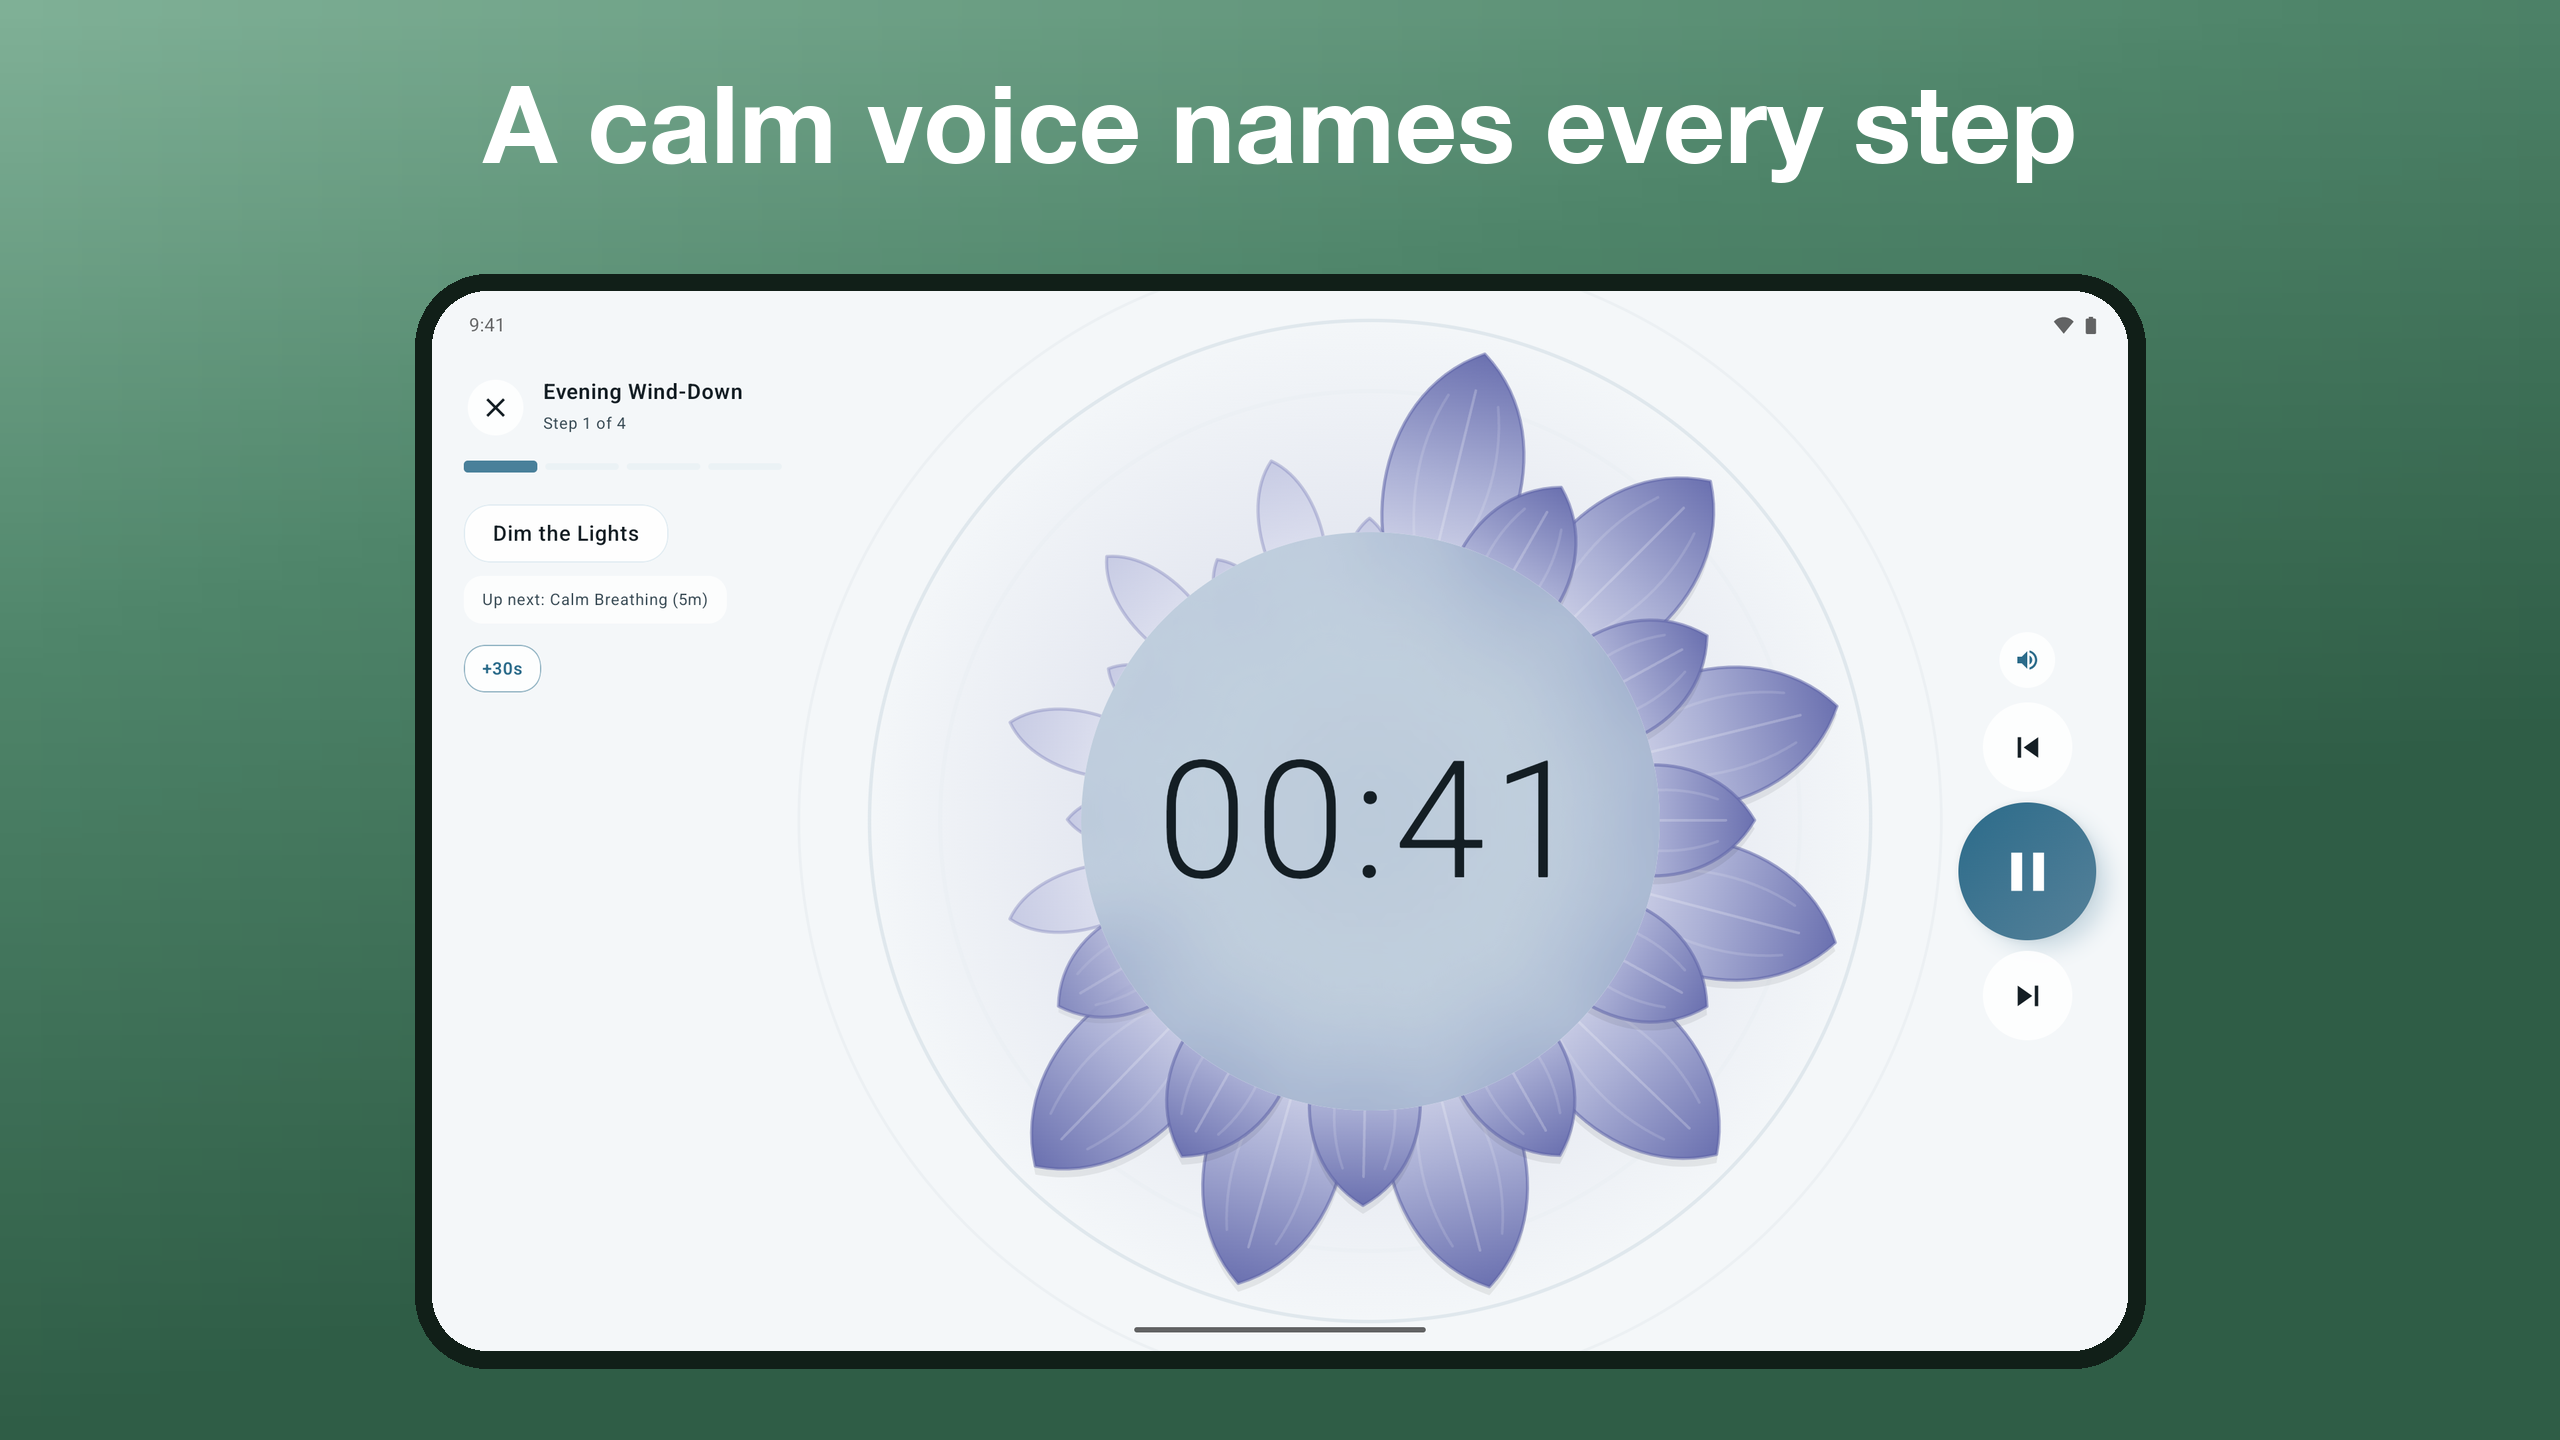 A calm voice names every step
9:41
Evening Wind-Down
Step 1 of 4
Dim the Lights
Up next: Calm Breathing (5m)
+30s
00:41